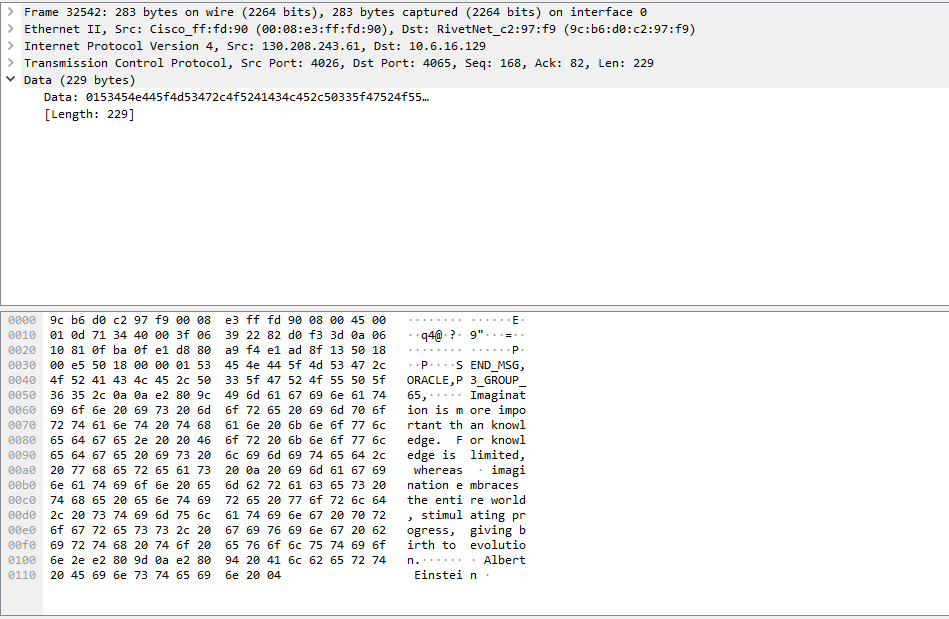 Frame 32542: 283 bytes on wire (2264 bits), 283 bytes captured (2264 bits) on interface 0
Ethernet II, Src: Cisco_ff:fd:90 (00:08:e3:ff:fd:90), Dst: RivetNet_c2:97:f9 (9c:b6:d0:c2:97:f9)
Internet Protocol Version 4, Src: 130.208.243.61, Dst: 10.6.16.129
Transmission Control Protocol, Src Port: 4026, Dst Port: 4065, Seq: 168, Ack: 82, Len: 229
Data (229 bytes)
Data: 0153454e445f4d53472c4f5241434c452c50335f47524f55…
[Length: 229]
0000 9c b6 d0 c2 97 f9 00 08 e3 ff fd 90 08 00 45 00 ········ ······E·
0010 01 0d 71 34 40 00 3f 06 39 22 82 d0 f3 3d 0a 06 ··q4@·?· 9"···=··
0020 10 81 0f ba 0f e1 d8 80 a9 f4 e1 ad 8f 13 50 18 ········ ······P·
0030 00 e5 50 18 00 00 01 53 45 4e 44 5f 4d 53 47 2c ··P····S END_MSG,
0040 4f 52 41 43 4c 45 2c 50 33 5f 47 52 4f 55 50 5f ORACLE,P 3_GROUP_
0050 36 35 2c 0a 0a e2 80 9c 49 6d 61 67 69 6e 61 74 65,····· Imaginat
0060 69 6f 6e 20 69 73 20 6d 6f 72 65 20 69 6d 70 6f ion is m ore impo
0070 72 74 61 6e 74 20 74 68 61 6e 20 6b 6e 6f 77 6c rtant th an knowl
0080 65 64 67 65 2e 20 20 46 6f 72 20 6b 6e 6f 77 6c edge.  F or knowl
0090 65 64 67 65 20 69 73 20 6c 69 6d 69 74 65 64 2c edge is  limited,
00a0 20 77 68 65 72 65 61 73 20 0a 20 69 6d 61 67 69  whereas  · imagi
00b0 6e 61 74 69 6f 6e 20 65 6d 62 72 61 63 65 73 20 nation e mbraces
00c0 74 68 65 20 65 6e 74 69 72 65 20 77 6f 72 6c 64 the enti re world
00d0 2c 20 73 74 69 6d 75 6c 61 74 69 6e 67 20 70 72 , stimul ating pr
00e0 6f 67 72 65 73 73 2c 20 67 69 76 69 6e 67 20 62 ogress,  giving b
00f0 69 72 74 68 20 74 6f 20 65 76 6f 6c 75 74 69 6f irth to  evolutio
0100 6e 2e e2 80 9d 0a e2 80 94 20 41 6c 62 65 72 74 n.······ · Albert
0110 20 45 69 6e 73 74 65 69 6e 20 04  Einstei n ·